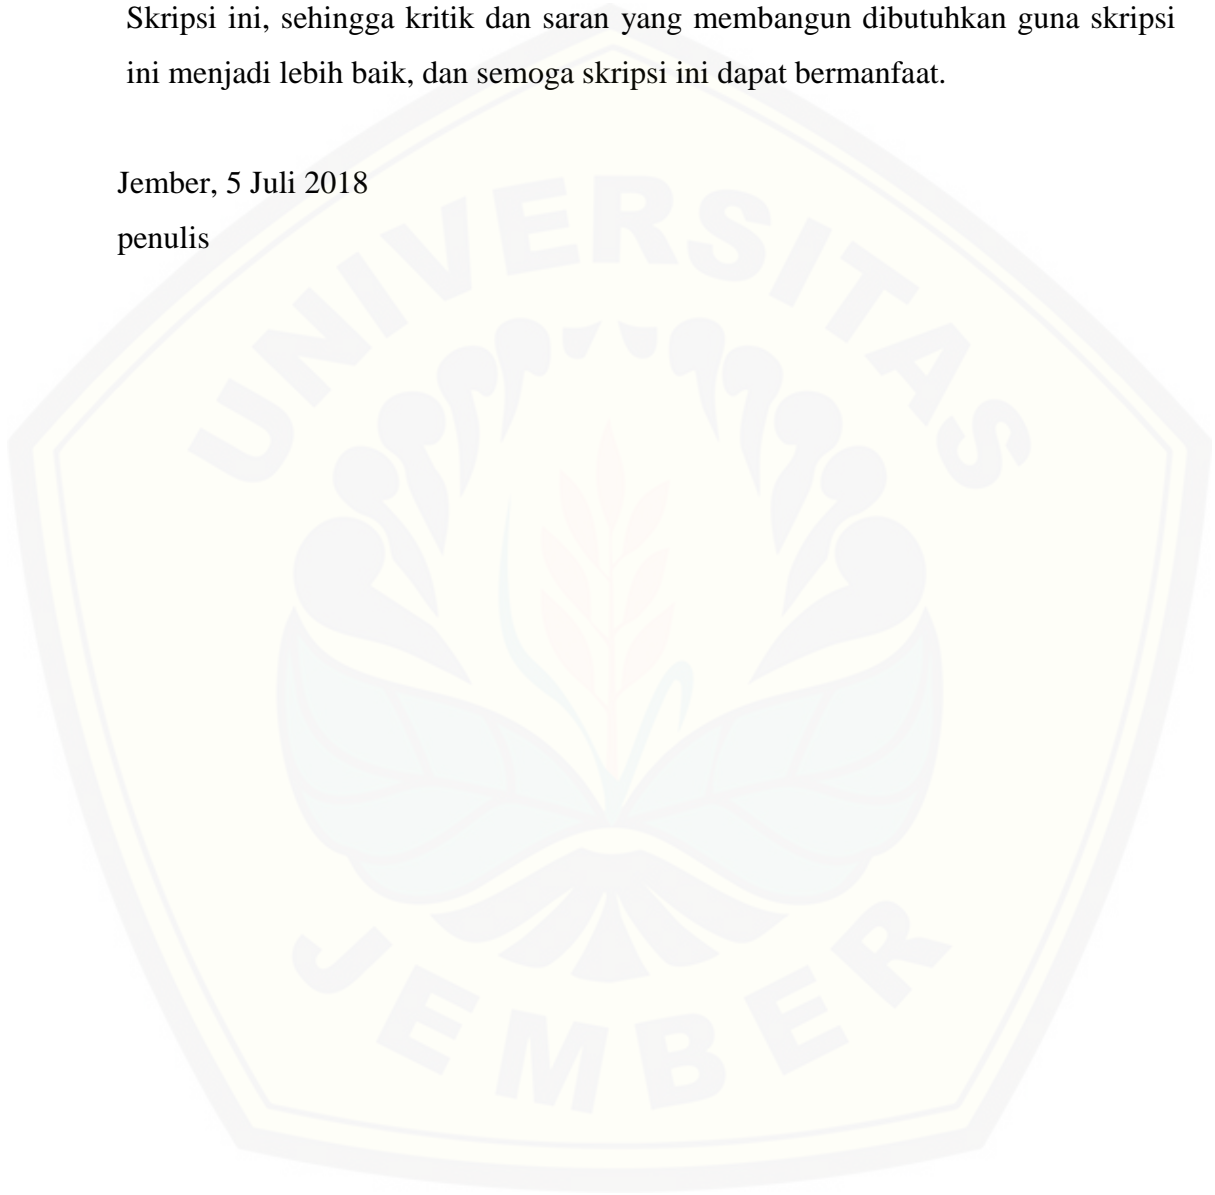 Skripsi ini, sehingga kritik dan saran yang membangun dibutuhkan guna skripsi
ini menjadi lebih baik, dan semoga skripsi ini dapat bermanfaat.
Jember, 5 Juli 2018
penulis
UNIVERSITAS
JEMBER